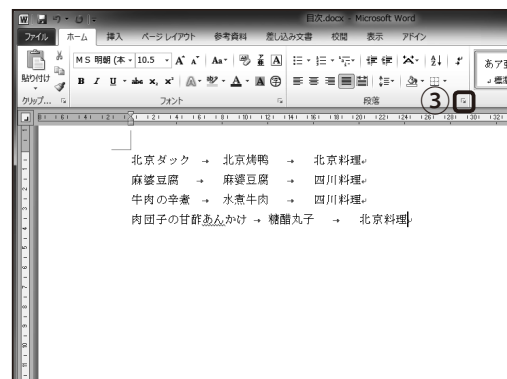 目次.docx - Microsoft Word
ファイル ホーム 挿入 ページ レイアウト 参考資料 差し込み文書 校閲 表示 アドイン
ＭＳ 明朝 (本 10.5
貼り付け
B I U abc x, x² A A
クリップ... フォント 段落 ③
あア亜
標準
北京ダック → 北京烤鸭 → 北京料理
麻婆豆腐 → 麻婆豆腐 → 四川料理
牛肉の辛煮 → 水煮牛肉 → 四川料理
肉団子の甘酢あんかけ → 糖醋丸子 → 北京料理